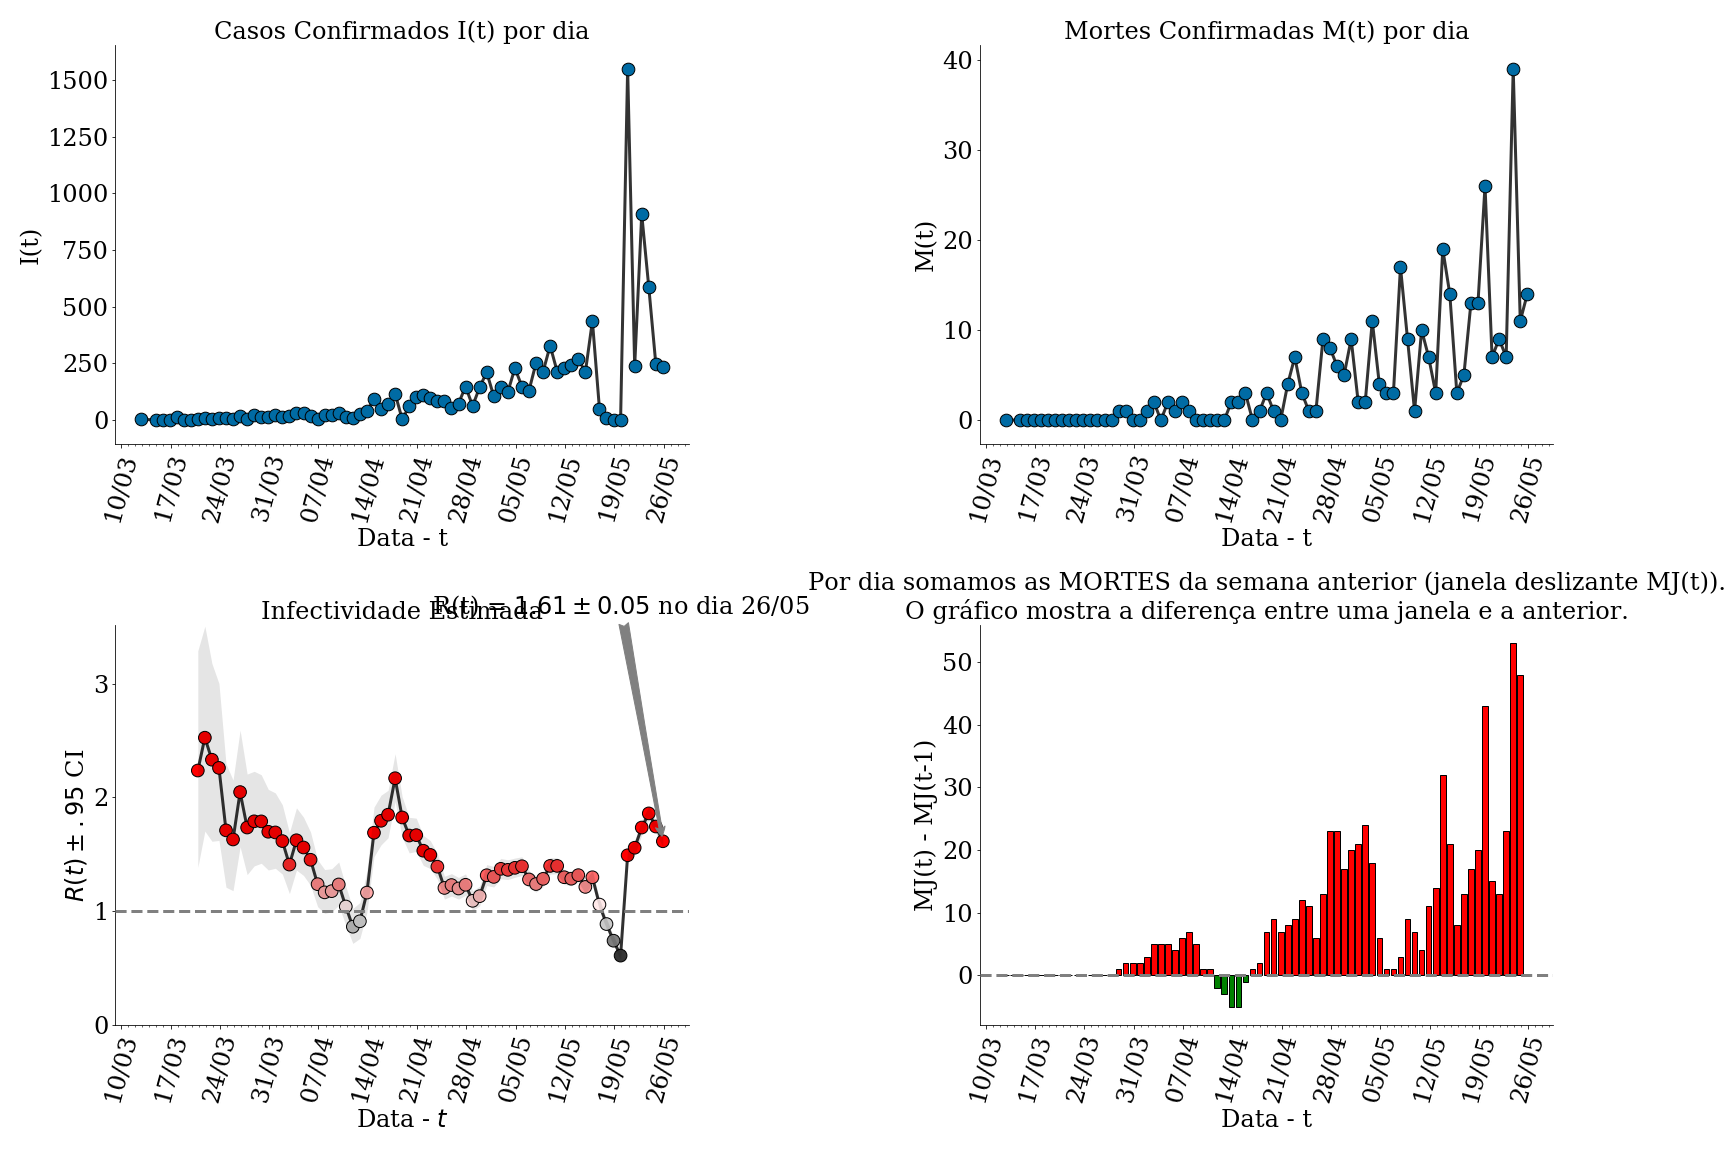 Casos Confirmados I(t) por dia
I(t)
1500
1250
1000
750
500
250
0
10/03 17/03 24/03 31/03 07/04 14/04 21/04 28/04 05/05 12/05 19/05 26/05
Data - t
Mortes Confirmadas M(t) por dia
M(t)
40
30
20
10
0
10/03 17/03 24/03 31/03 07/04 14/04 21/04 28/04 05/05 12/05 19/05 26/05
Data - t
Infectividade Estimada
R(t) = 1.61 ± 0.05 no dia 26/05
R(t) ± .95 CI
3
2
1
0
10/03 17/03 24/03 31/03 07/04 14/04 21/04 28/04 05/05 12/05 19/05 26/05
Data - t
Por dia somamos as MORTES da semana anterior (janela deslizante MJ(t)).
O gráfico mostra a diferença entre uma janela e a anterior.
MJ(t) - MJ(t-1)
50
40
30
20
10
0
10/03 17/03 24/03 31/03 07/04 14/04 21/04 28/04 05/05 12/05 19/05 26/05
Data - t